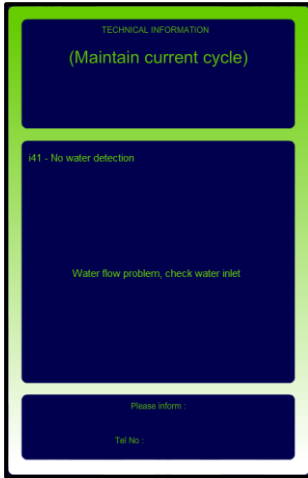 TECHNICAL INFORMATION
(Maintain current cycle)
i41 - No water detection
Water flow problem, check water inlet
Please inform :
Tel No :